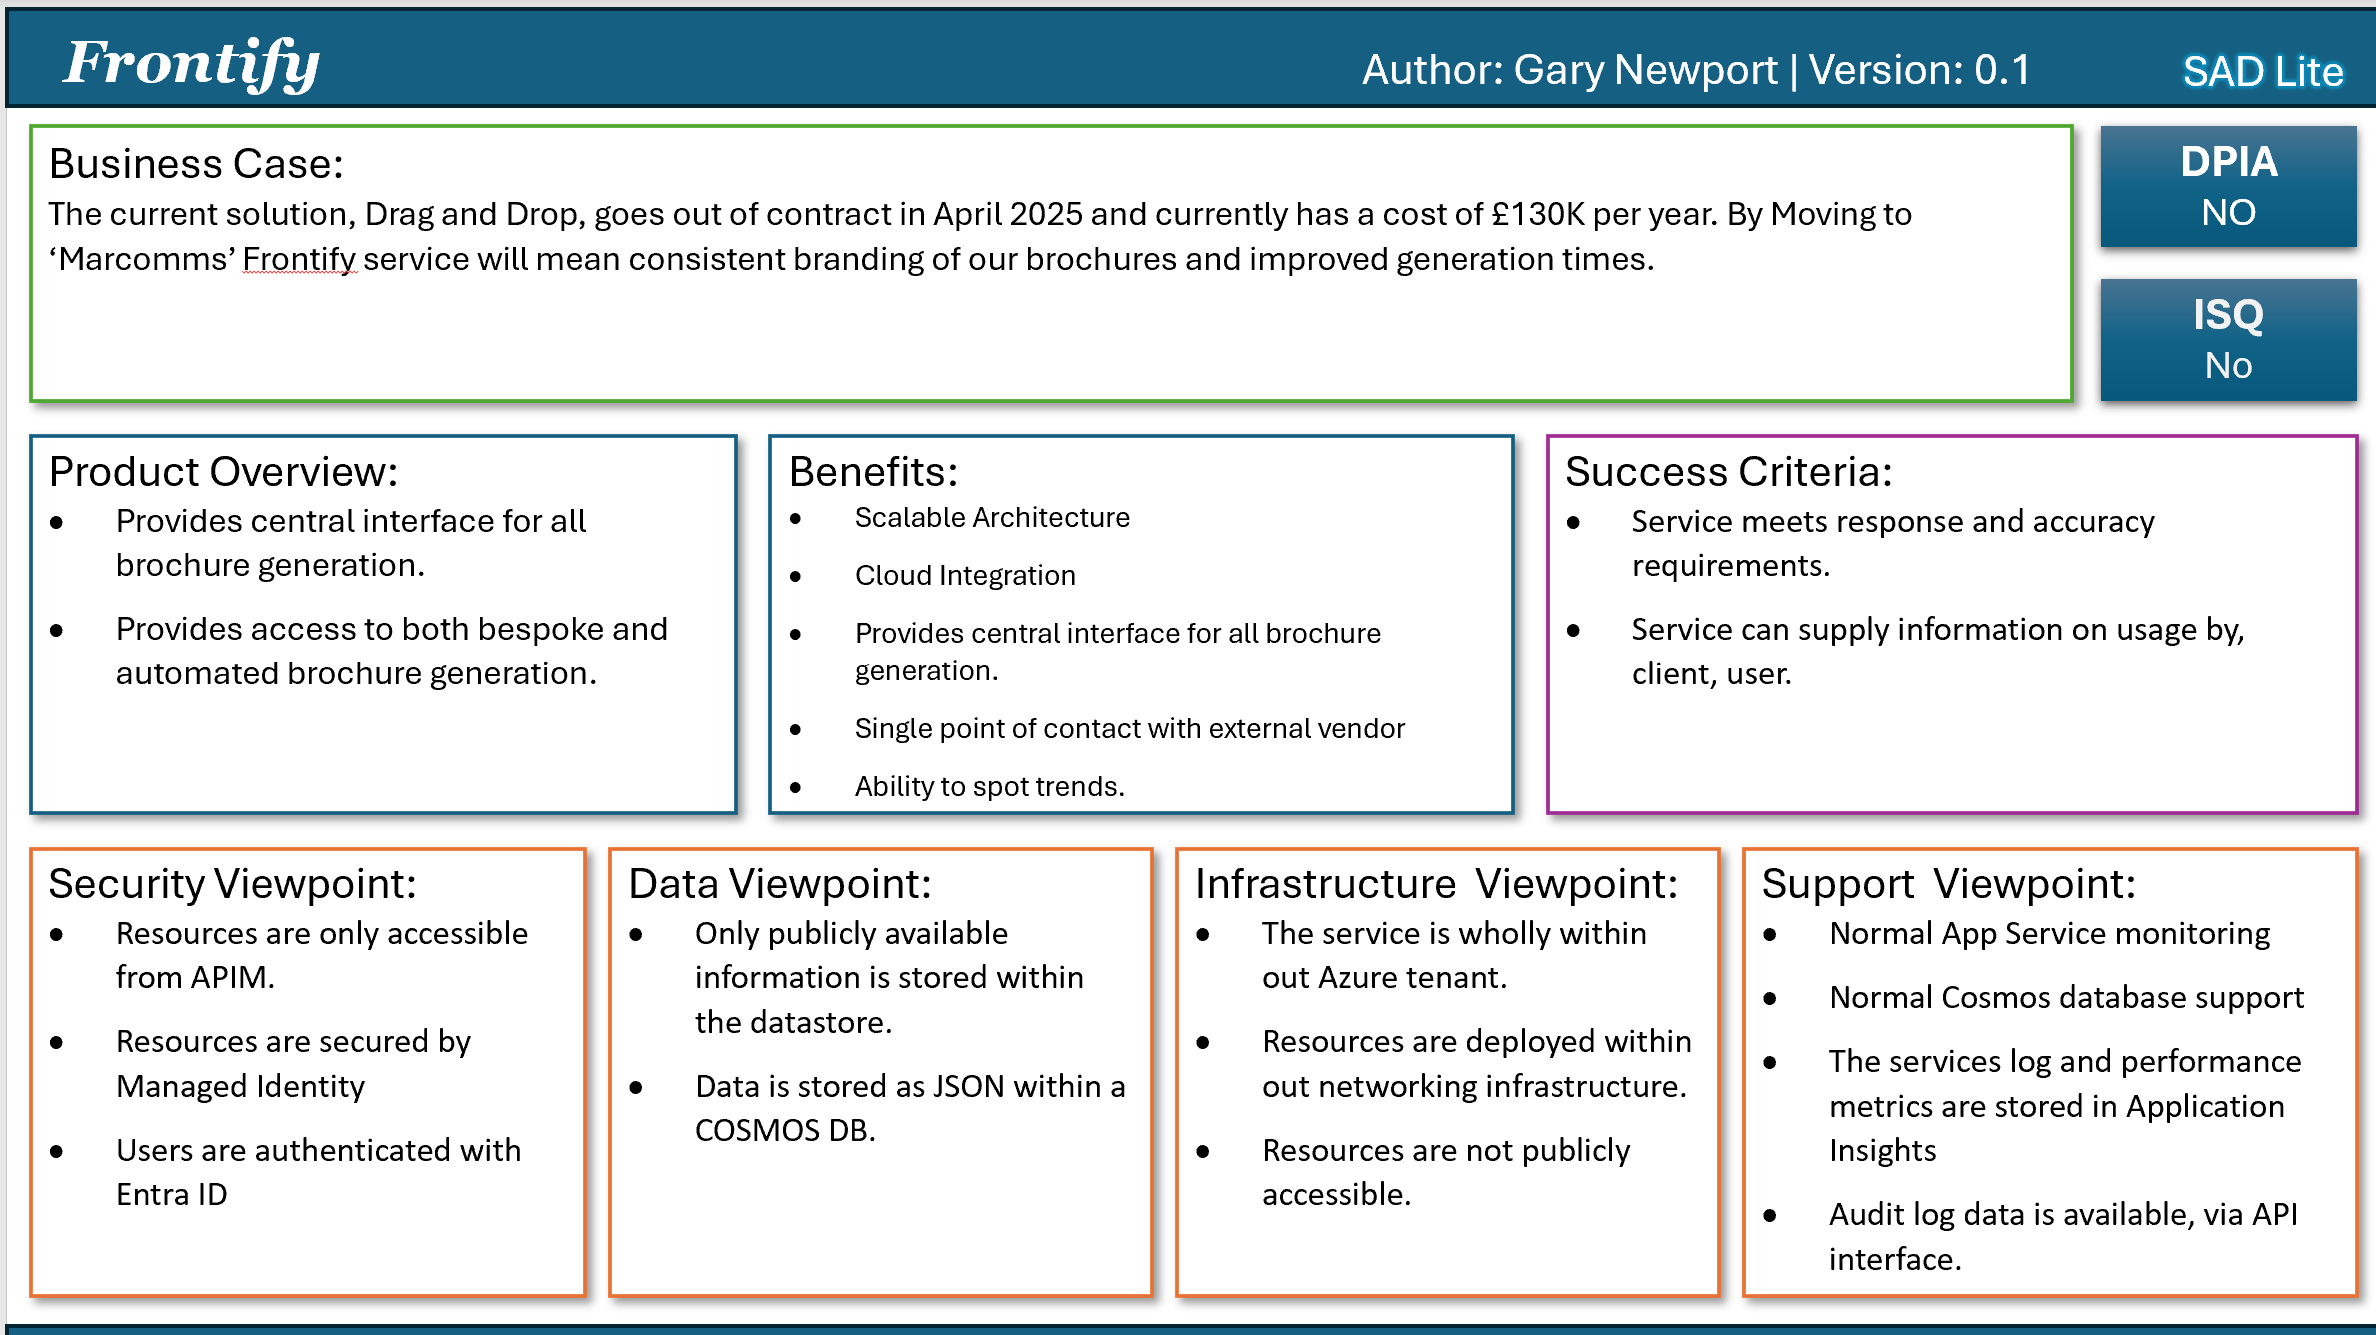 Frontify
Author: Gary Newport | Version: 0.1
SAD Lite
Business Case:
The current solution, Drag and Drop, goes out of contract in April 2025 and currently has a cost of £130K per year. By Moving to
‘Marcomms’ Frontify service will mean consistent branding of our brochures and improved generation times.
DPIA
NO
ISQ
No
Product Overview:
• Provides central interface for all
brochure generation.
• Provides access to both bespoke and
automated brochure generation.
Benefits:
• Scalable Architecture
• Cloud Integration
• Provides central interface for all brochure
generation.
• Single point of contact with external vendor
• Ability to spot trends.
Success Criteria:
• Service meets response and accuracy
requirements.
• Service can supply information on usage by,
client, user.
Security Viewpoint:
• Resources are only accessible
from APIM.
• Resources are secured by
Managed Identity
• Users are authenticated with
Entra ID
Data Viewpoint:
• Only publicly available
information is stored within
the datastore.
• Data is stored as JSON within a
COSMOS DB.
Infrastructure Viewpoint:
• The service is wholly within
out Azure tenant.
• Resources are deployed within
out networking infrastructure.
• Resources are not publicly
accessible.
Support Viewpoint:
• Normal App Service monitoring
• Normal Cosmos database support
• The services log and performance
metrics are stored in Application
Insights
• Audit log data is available, via API
interface.